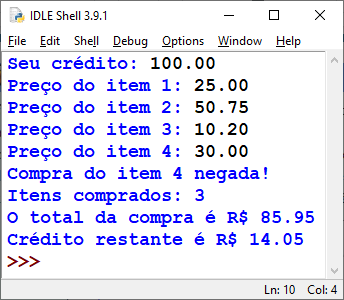 IDLE Shell 3.9.1
File Edit Shell Debug Options Window Help
Seu crédito: 100.00
Preço do item 1: 25.00
Preço do item 2: 50.75
Preço do item 3: 10.20
Preço do item 4: 30.00
Compra do item 4 negada!
Itens comprados: 3
O total da compra é R$ 85.95
Crédito restante é R$ 14.05
>>>
Ln: 10 Col: 4